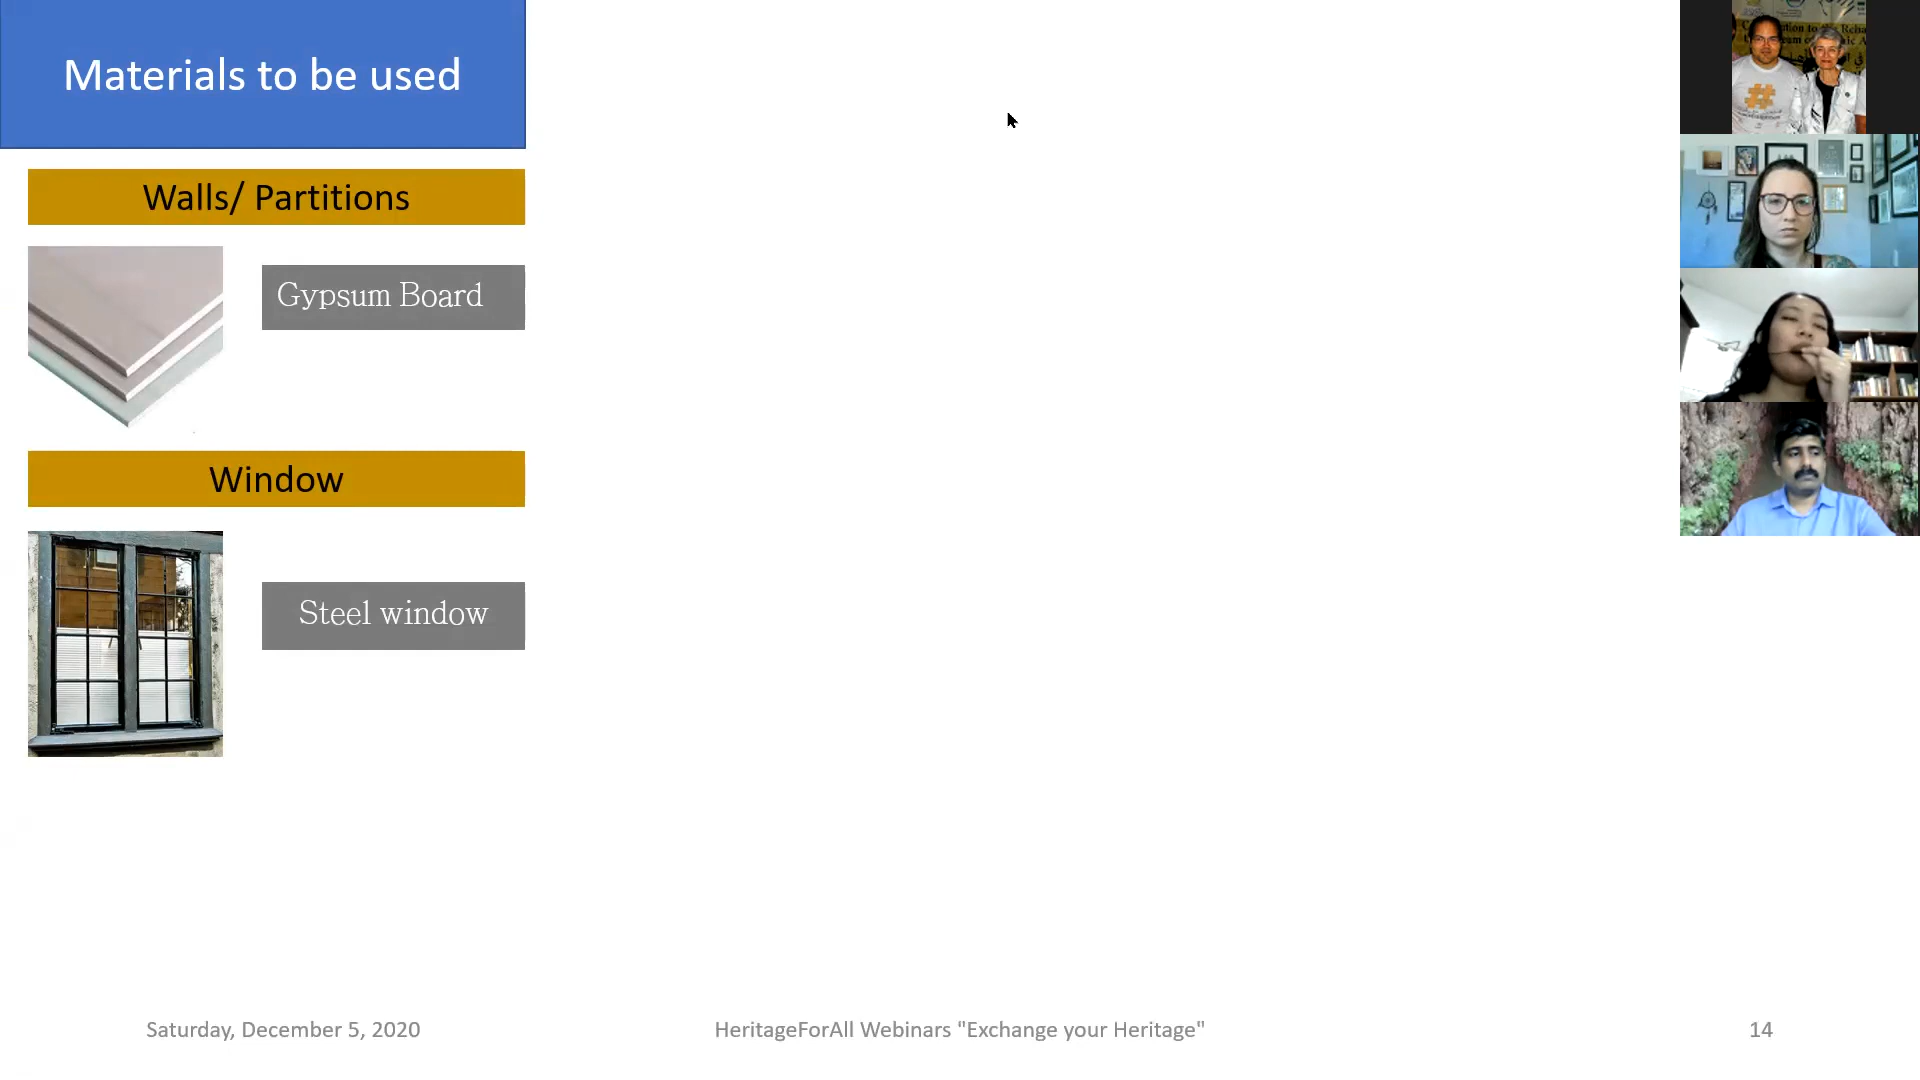 Materials to be used
Walls/ Partitions
Gypsum Board
Window
Steel window
Saturday, December 5, 2020
HeritageForAll Webinars "Exchange your Heritage"
14